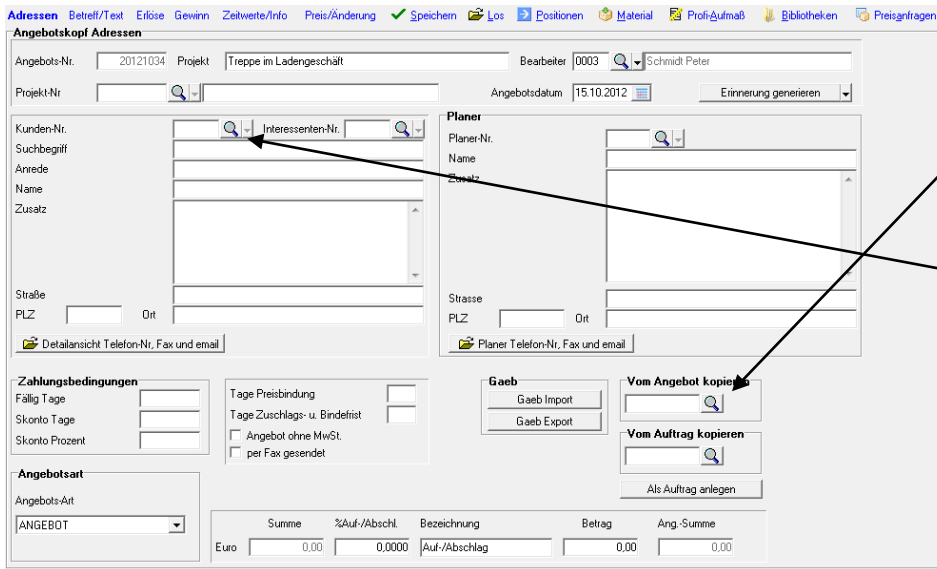 Adressen Betreff/Text Erlöse Gewinn Zeitwerte/Info Preis/Änderung Speichern Los Positionen Material Profi-Aufmaß Bibliotheken Preisanfragen
Angebotskopf Adressen
Angebots-Nr. 20121034 Projekt Treppe im Ladengeschäft Bearbeiter 0003 Schmidt Peter
Projekt-Nr Angebotsdatum 15.10.2012 Erinnerung generieren
Kunden-Nr. Interessenten-Nr.
Suchbegriff
Anrede
Name
Zusatz
Straße
PLZ Ort
Detailansicht Telefon-Nr, Fax und email
Planer
Planer-Nr.
Name
Zusatz
Strasse
PLZ Ort
Planer Telefon-Nr, Fax und email
Zahlungsbedingungen
Fällig Tage
Skonto Tage
Skonto Prozent
Tage Preisbindung
Tage Zuschlags- u. Bindefrist
Angebot ohne MwSt.
per Fax gesendet
Gaeb
Gaeb Import
Gaeb Export
Vom Angebot kopieren
Vom Auftrag kopieren
Als Auftrag anlegen
Angebotsart
Angebots-Art
ANGEBOT
Summe %Auf-/Abschl. Bezeichnung Betrag Ang.-Summe
Euro 0,00 0,0000 Auf-/Abschlag 0,00 0,00